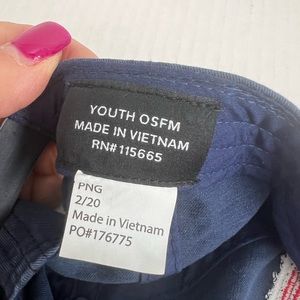 YOUTH OSFM
MADE IN VIETNAM
RN# 115665
PNG
2/20
Made in Vietnam
PO#176775